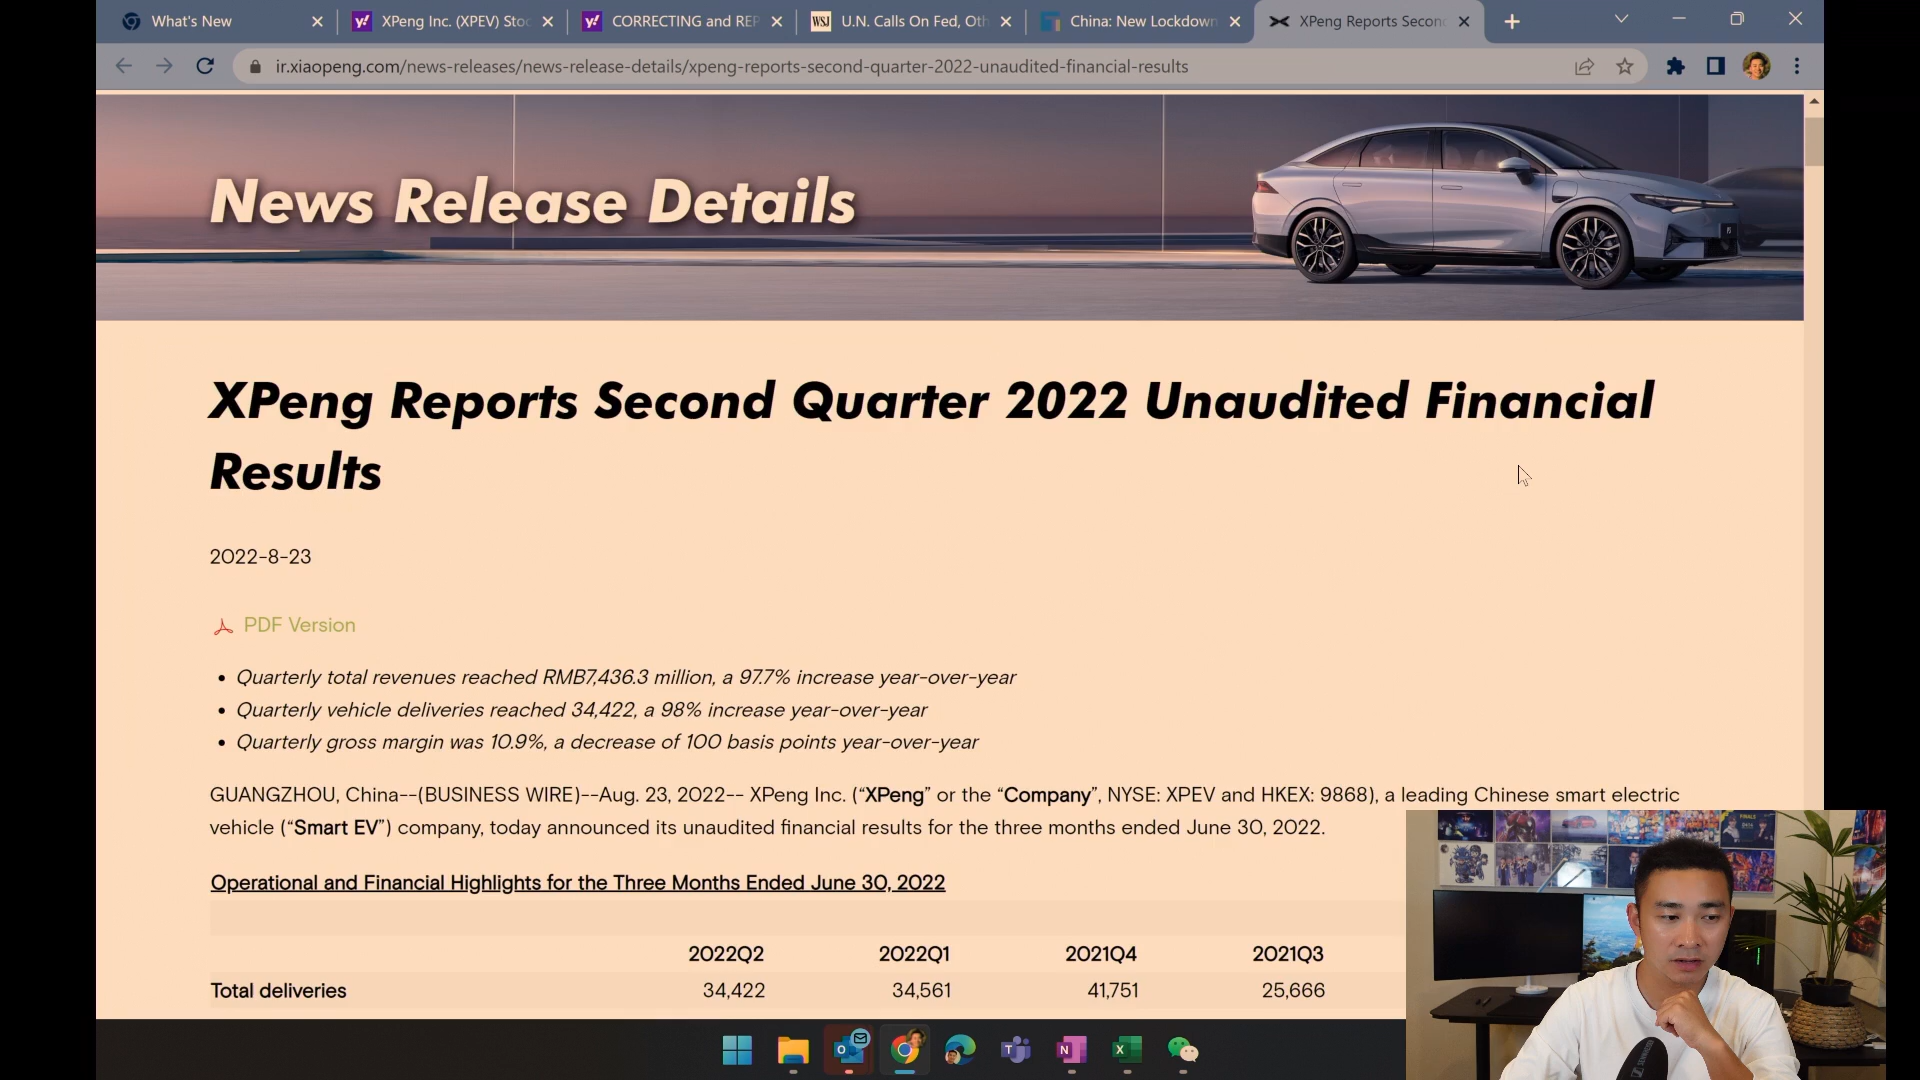 What's New
XPeng Inc. (XPEV) Stoc
CORRECTING and REP
WSJ
U.N. Calls On Fed, Oth
China: New Lockdown
XPeng Reports Second
ir.xiaopeng.com/news-releases/news-release-details/xpeng-reports-second-quarter-2022-unaudited-financial-results
News Release Details
XPeng Reports Second Quarter 2022 Unaudited Financial
Results
2022-8-23
PDF Version
• Quarterly total revenues reached RMB7,436.3 million, a 97.7% increase year-over-year
• Quarterly vehicle deliveries reached 34,422, a 98% increase year-over-year
• Quarterly gross margin was 10.9%, a decrease of 100 basis points year-over-year
GUANGZHOU, China--(BUSINESS WIRE)--Aug. 23, 2022-- XPeng Inc. (“XPeng” or the “Company”, NYSE: XPEV and HKEX: 9868), a leading Chinese smart electric
vehicle (“Smart EV”) company, today announced its unaudited financial results for the three months ended June 30, 2022.
Operational and Financial Highlights for the Three Months Ended June 30, 2022
2022Q2 2022Q1 2021Q4 2021Q3
Total deliveries 34,422 34,561 41,751 25,666